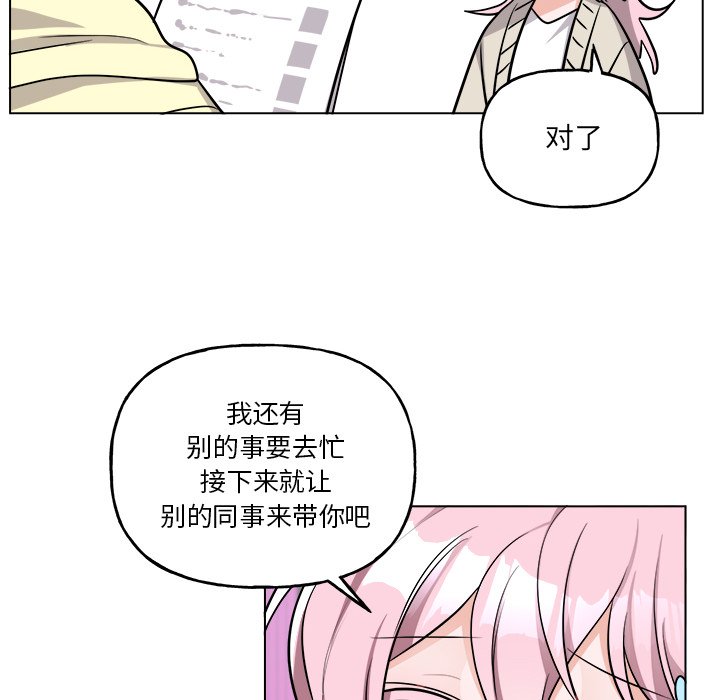 对了
我还有
别的事要去忙
接下来就让
别的同事来带你吧